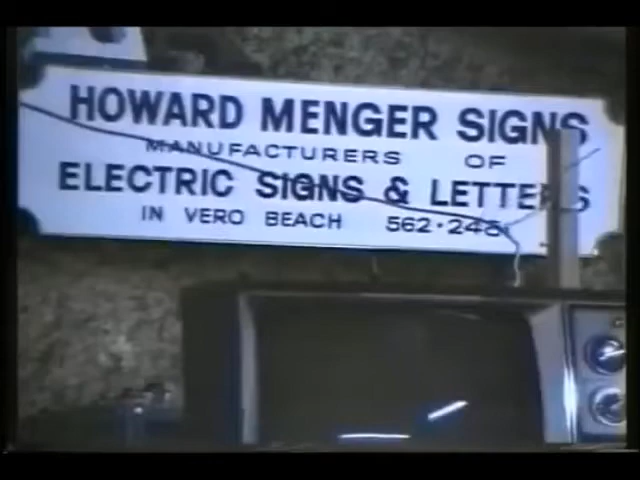 HOWARD MENGER SIGNS
MANUFACTURERS OF
ELECTRIC SIGNS & LETTERS
IN VERO BEACH